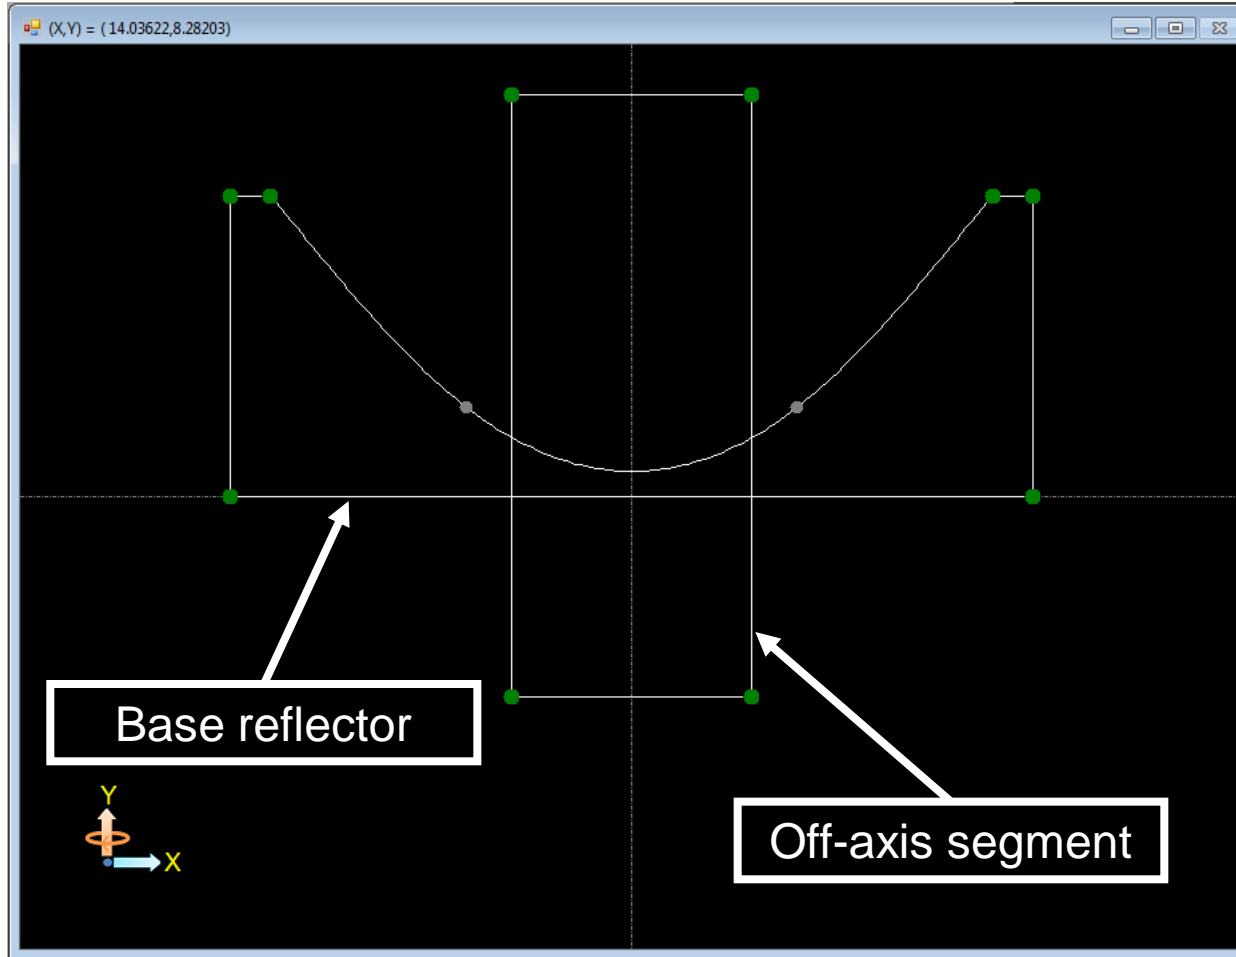 (X,Y) = ( 14.03622,8.28203)
Base reflector
Y
X
Off-axis segment